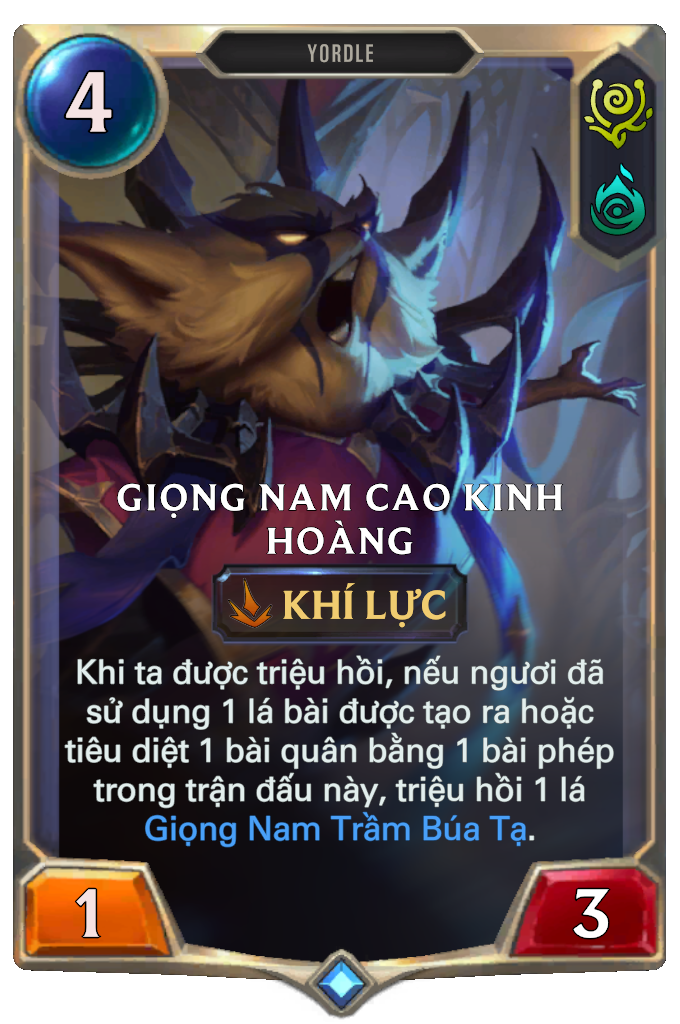 YORDLE
4
GIỌNG NAM CAO KINH
HOÀNG
KHÍ LỰC
Khi ta được triệu hồi, nếu ngươi đã
sử dụng 1 lá bài được tạo ra hoặc
tiêu diệt 1 bài quân bằng 1 bài phép
trong trận đấu này, triệu hồi 1 lá
Giọng Nam Trầm Búa Tạ.
1
3